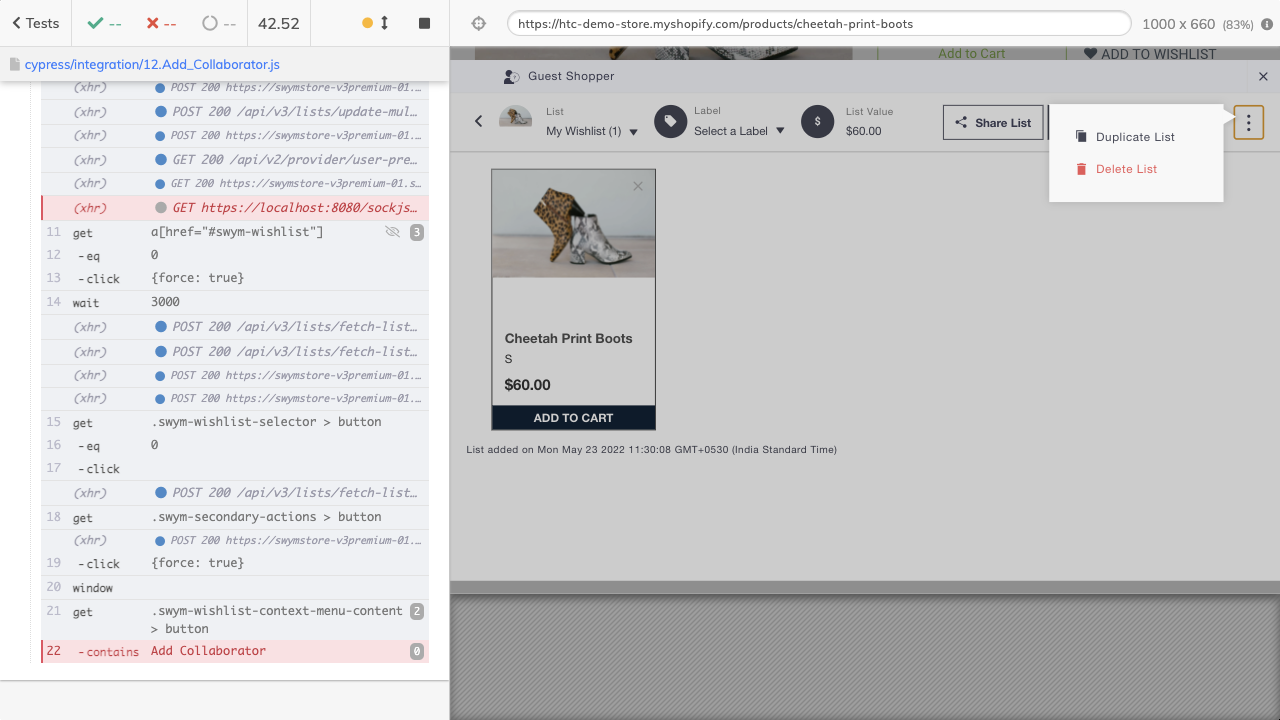 Tests
--
--
--
42.52
https://htc-demo-store.myshopify.com/products/cheetah-print-boots
1000 x 660 (83%)
cypress/integration/12.Add_Collaborator.js
(xhr) POST 200 https://swymstore-v3premium-01.…
(xhr) POST 200 /api/v3/lists/update-mul…
(xhr) POST 200 https://swymstore-v3premium-01.…
(xhr) GET 200 /api/v2/provider/user-pre…
(xhr) GET 200 https://swymstore-v3premium-01.s…
(xhr) GET https://localhost:8080/sockjs…
11 get a[href="#swym-wishlist"] 3
12 -eq 0
13 -click {force: true}
14 wait 3000
(xhr) POST 200 /api/v3/lists/fetch-list…
(xhr) POST 200 /api/v3/lists/fetch-list…
(xhr) POST 200 https://swymstore-v3premium-01.…
(xhr) POST 200 https://swymstore-v3premium-01.…
15 get .swym-wishlist-selector > button
16 -eq 0
17 -click
(xhr) POST 200 /api/v3/lists/fetch-list…
18 get .swym-secondary-actions > button
(xhr) POST 200 https://swymstore-v3premium-01.…
19 -click {force: true}
20 window
21 get .swym-wishlist-context-menu-content 2
> button
22 -contains Add Collaborator 0
Add to Cart
ADD TO WISHLIST
Guest Shopper
List
My Wishlist (1)
Label
Select a Label
$
List Value
$60.00
Share List
Duplicate List
Delete List
Cheetah Print Boots
S
$60.00
ADD TO CART
List added on Mon May 23 2022 11:30:08 GMT+0530 (India Standard Time)